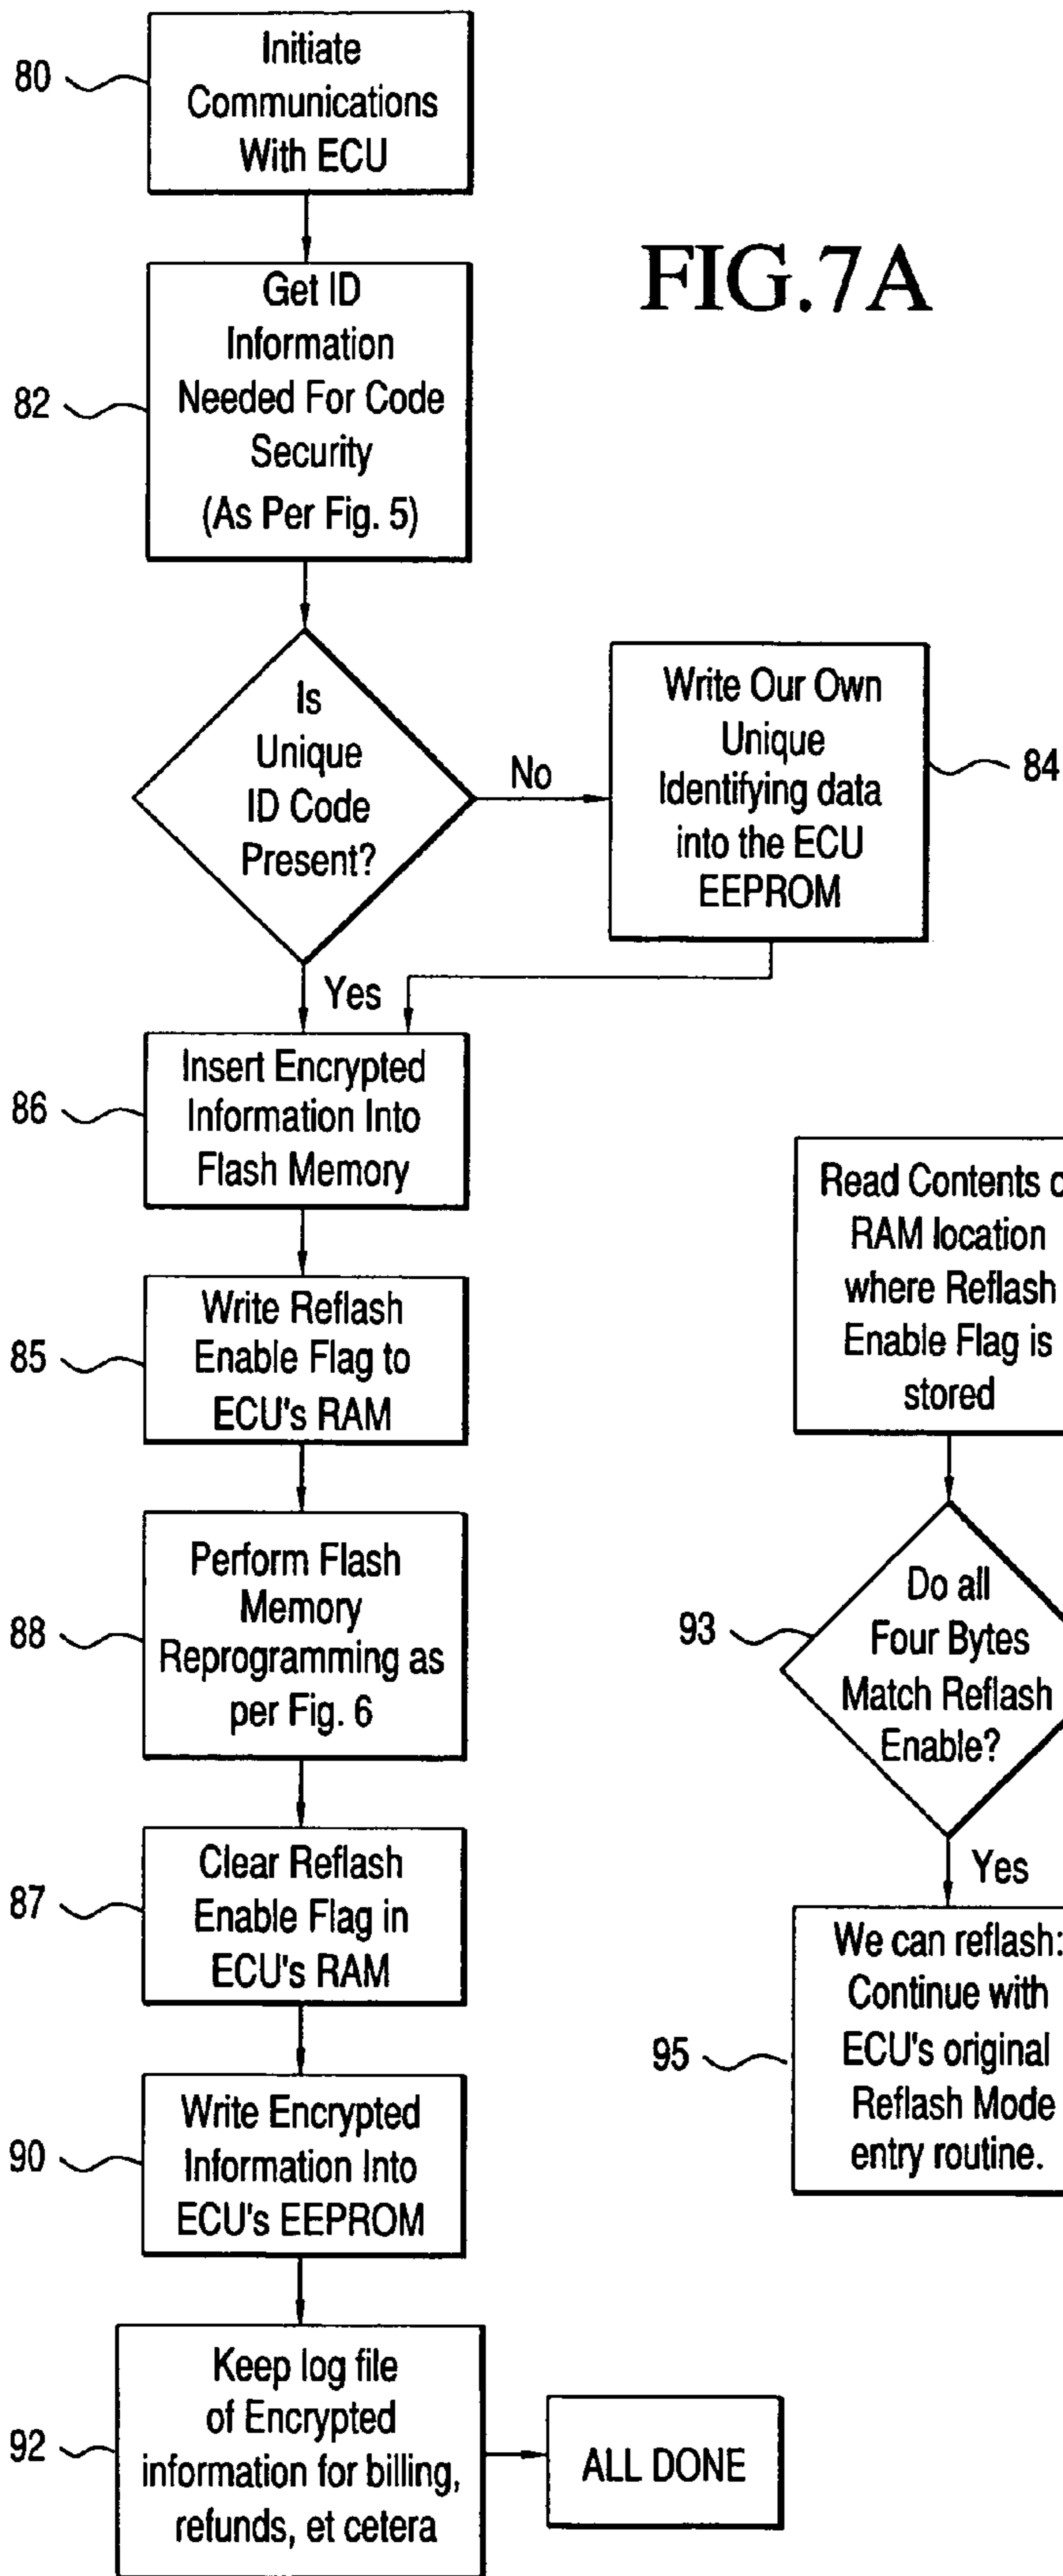 80
Initiate
Communications
With ECU
FIG.7A
82
Get ID
Information
Needed For Code
Security
(As Per Fig. 5)
Is
Unique
ID Code
Present?
No
Write Our Own
Unique
Identifying data
into the ECU
EEPROM
84
Yes
86
Insert Encrypted
Information Into
Flash Memory
85
Write Reflash
Enable Flag to
ECU's RAM
88
Perform Flash
Memory
Reprogramming as
per Fig. 6
87
Clear Reflash
Enable Flag in
ECU's RAM
90
Write Encrypted
Information Into
ECU's EEPROM
92
Keep log file
of Encrypted
information for billing,
refunds, et cetera
ALL DONE
Read Contents
RAM location
where Reflash
Enable Flag is
stored
93
Do all
Four Bytes
Match Reflash
Enable?
Yes
95
We can reflash:
Continue with
ECU's original
Reflash Mode
entry routine.